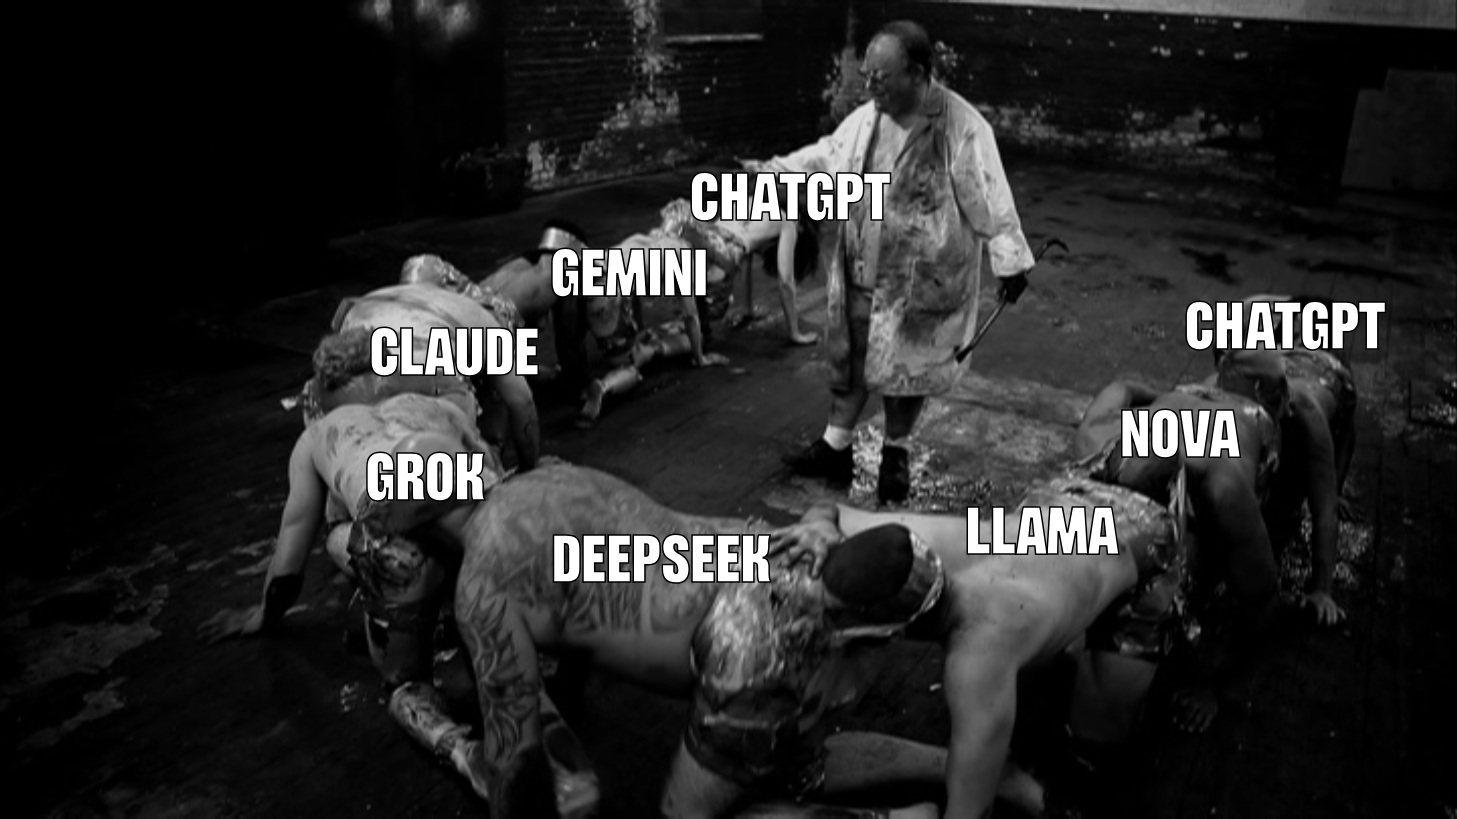 CHATGPT
GEMINI
CHATGPT
CLAUDE
NOVA
GROK
LLAMA
DEEPSEEK